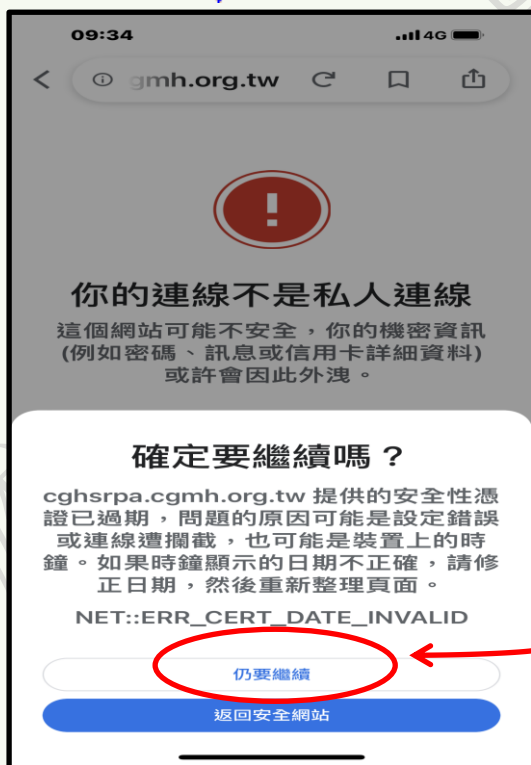 09:34 4G
gmh.org.tw
你的連線不是私人連線
這個網站可能不安全，你的機密資訊
(例如密碼、訊息或信用卡詳細資料)
或許會因此外洩。
確定要繼續嗎？
cghsrpa.cgmh.org.tw 提供的安全性憑
證已過期，問題的原因可能是設定錯誤
或連線遭攔截，也可能是裝置上的時
鐘。如果時鐘顯示的日期不正確，請修
正日期，然後重新整理頁面。
NET::ERR_CERT_DATE_INVALID
仍要繼續
返回安全網站